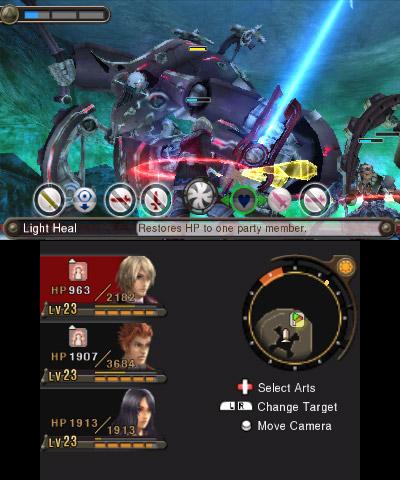 Light Heal
Restores HP to one party member.
HP 963/2182
LV 23
HP 1907/3684
LV 23
HP 1913/1913
LV 23
Select Arts
L R Change Target
Move Camera